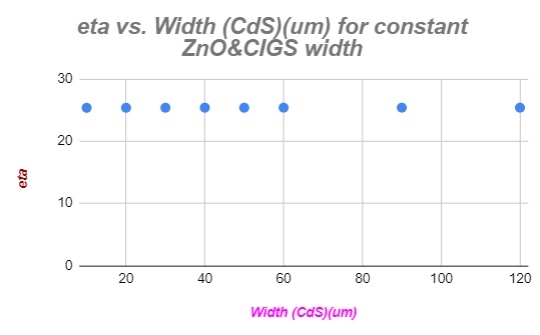 eta vs. Width (CdS)(um) for constant
ZnO&CIGS width
30
20
10
0
eta
20 40 60 80 100 120
Width (CdS)(um)